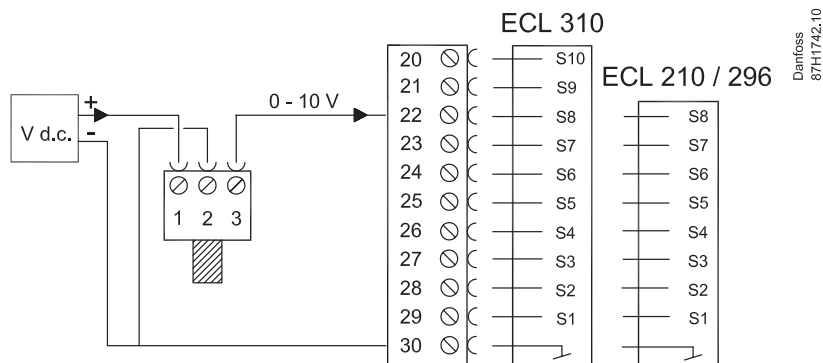 ECL 310
ECL 210 / 296
Danfoss
87H1742.10
V d.c.
+
-
0 - 10 V
1 2 3
20 S10
21 S9
22 S8 S8
23 S7 S7
24 S6 S6
25 S5 S5
26 S4 S4
27 S3 S3
28 S2 S2
29 S1 S1
30